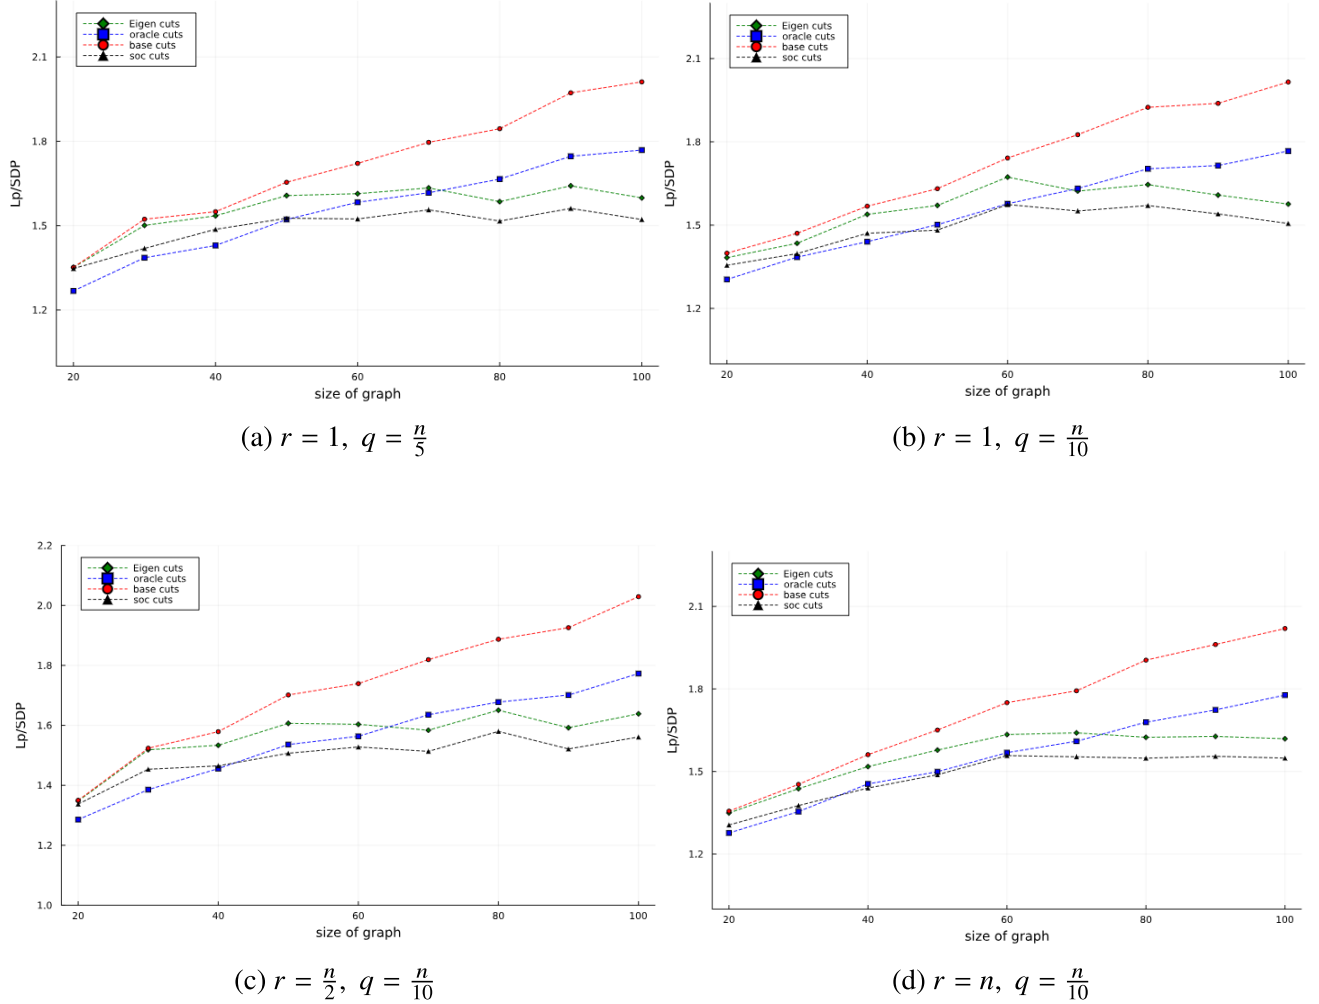 Eigen cuts
oracle cuts
base cuts
soc cuts
2.1
1.8
1.5
1.2
Lp/SDP
20 40 60 80 100
size of graph
(a) r = 1, q = n/5
Eigen cuts
oracle cuts
base cuts
soc cuts
2.1
1.8
1.5
1.2
Lp/SDP
20 40 60 80 100
size of graph
(b) r = 1, q = n/10
2.2
Eigen cuts
oracle cuts
base cuts
soc cuts
2.0
1.8
1.6
1.4
1.2
1.0
Lp/SDP
20 40 60 80 100
size of graph
(c) r = n/2, q = n/10
Eigen cuts
oracle cuts
base cuts
soc cuts
2.1
1.8
1.5
1.2
Lp/SDP
20 40 60 80 100
size of graph
(d) r = n, q = n/10